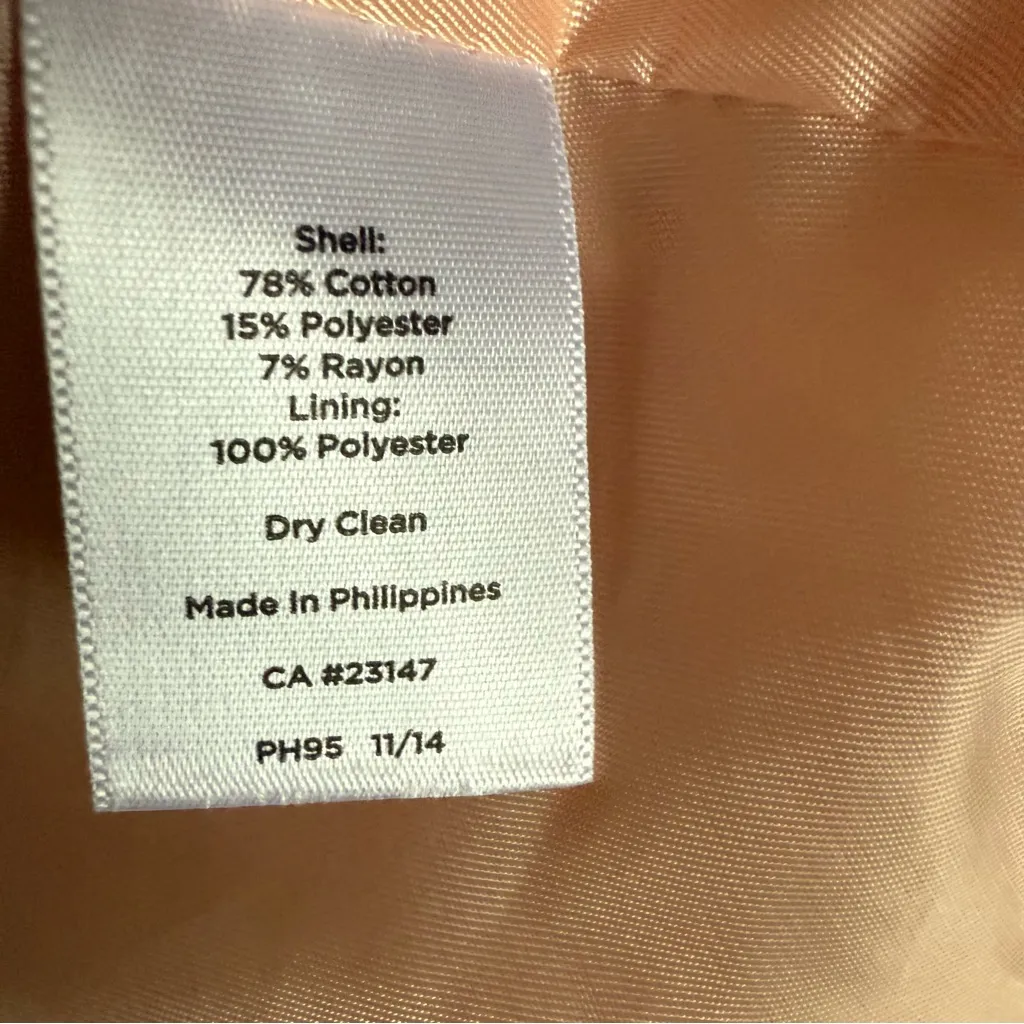 Shell:
78% Cotton
15% Polyester
7% Rayon
Lining:
100% Polyester
Dry Clean
Made In Philippines
CA #23147
PH95 11/14